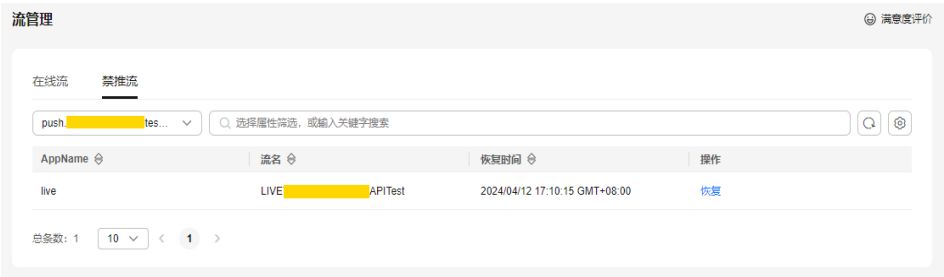 流管理 满意度评价
在线流 禁推流
push. tes... 选择属性筛选，或输入关键字搜索
AppName 流名 恢复时间 操作
live LIVE APITest 2024/04/12 17:10:15 GMT+08:00 恢复
总条数：1 10 1